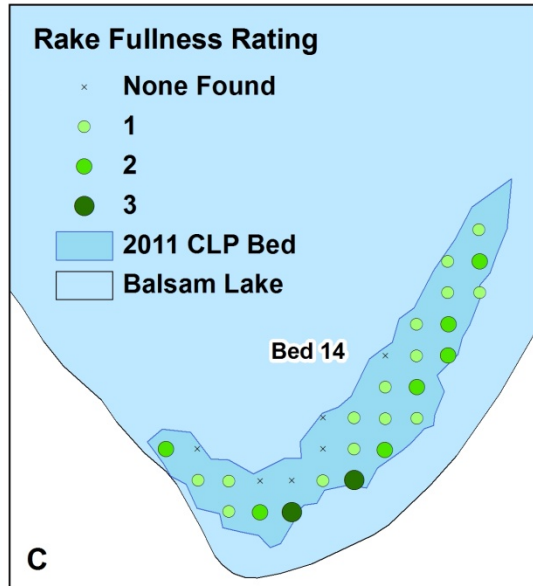 Rake Fullness Rating
None Found
1
2
3
2011 CLP Bed
Balsam Lake
Bed 14
C